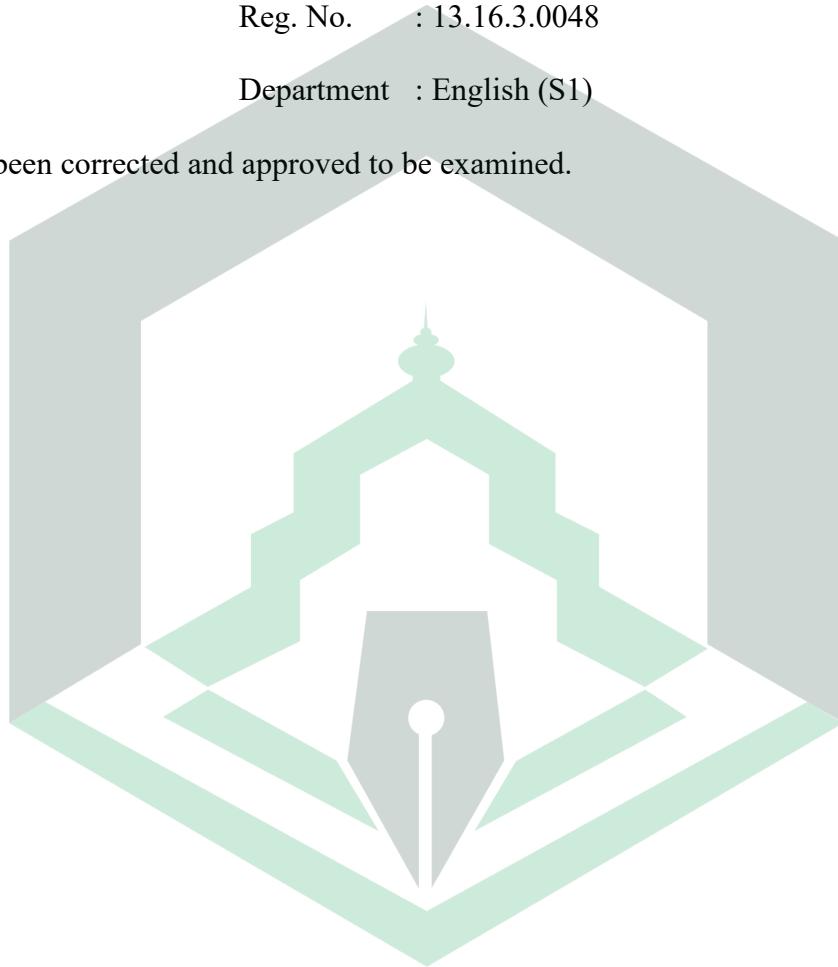 Reg. No. : 13.16.3.0048
Department : English (S1)
been corrected and approved to be examined.